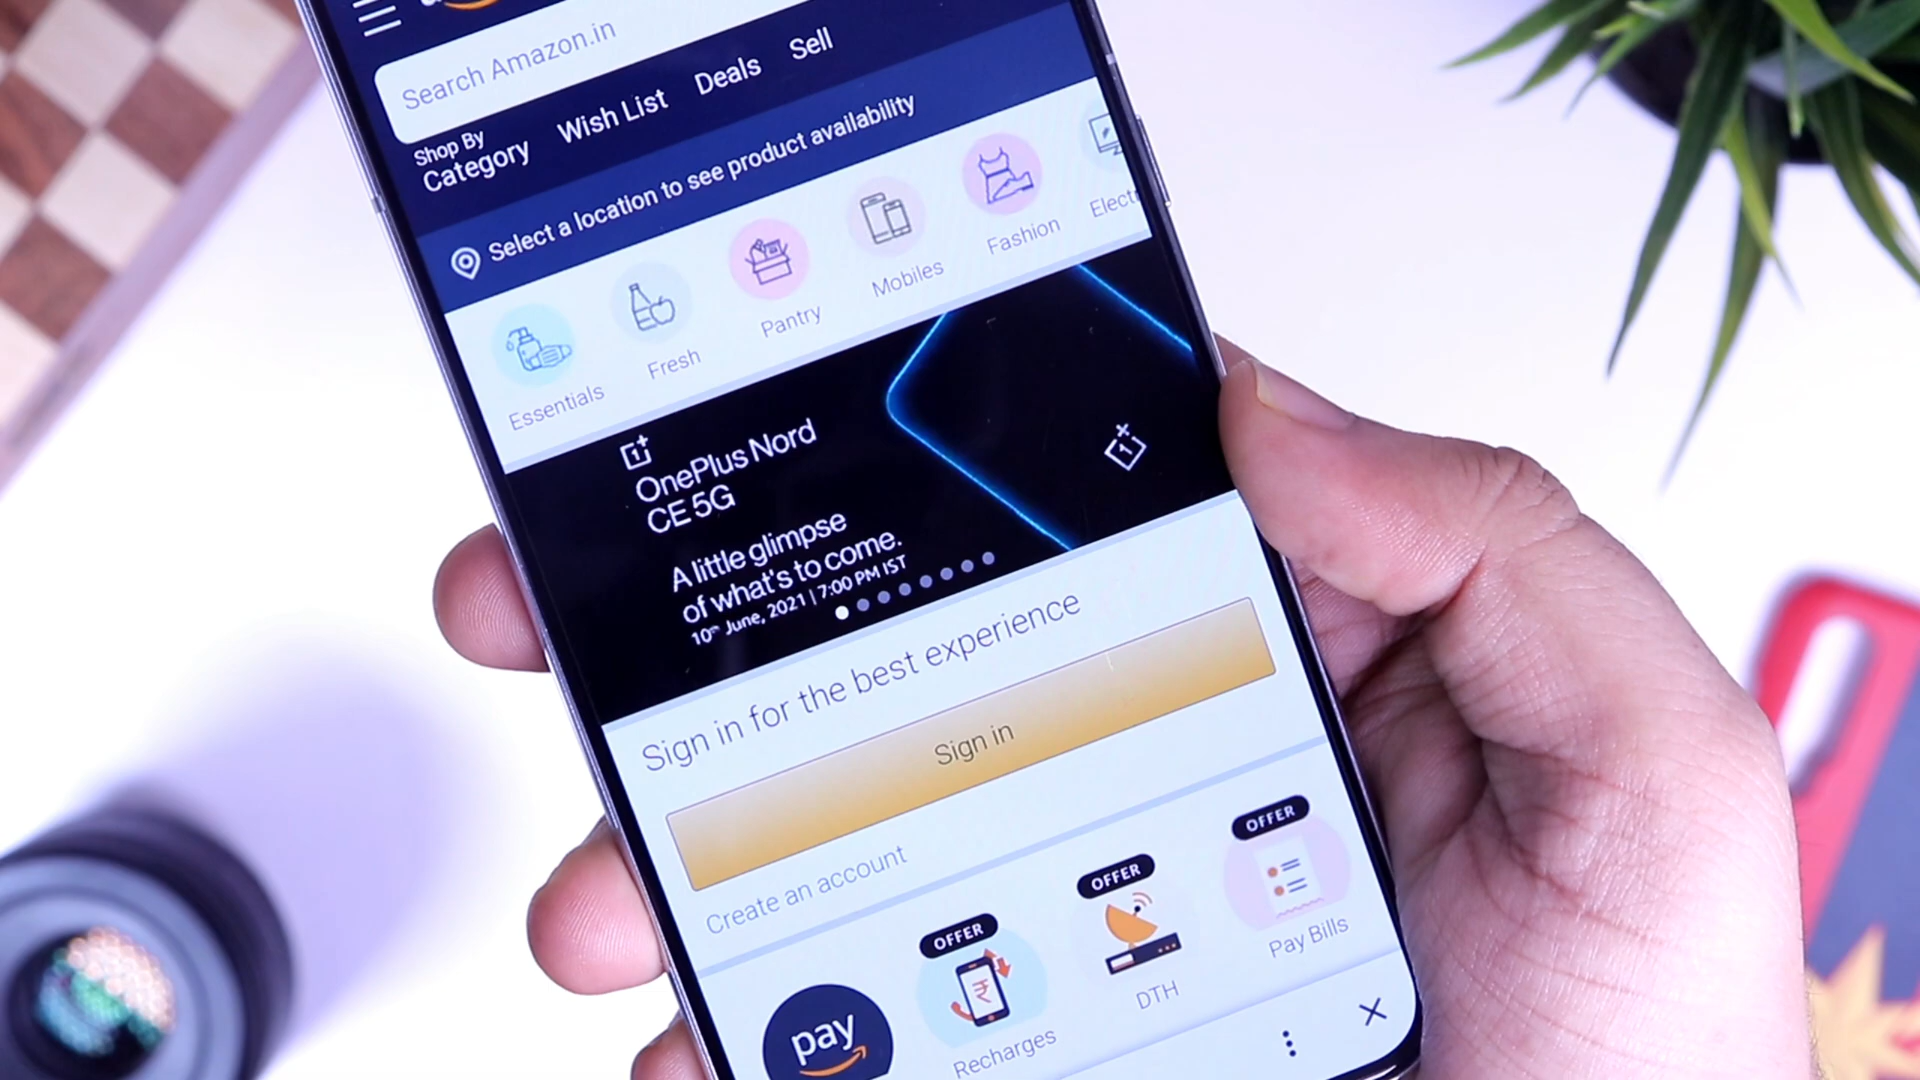 Search Amazon.in
Shop By
Category
Wish List
Deals
Sell
Select a location to see product availability
Essentials
Fresh
Pantry
Mobiles
Fashion
Elect
1+
OnePlus Nord
CE 5G
A little glimpse
of what's to come.
10th June, 2021 | 7:00 PM IST
1+
Sign in for the best experience
Sign in
Create an account
pay
OFFER
Recharges
OFFER
DTH
OFFER
Pay Bills